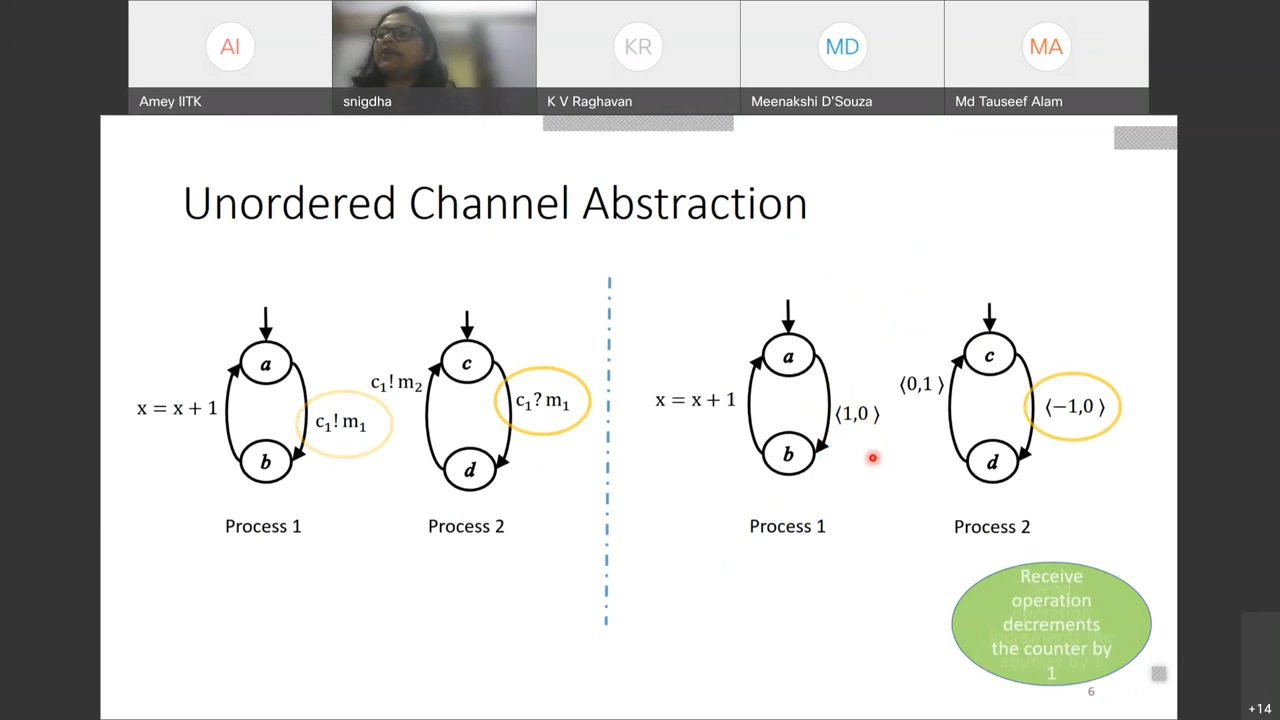 AI
KR
MD
MA
Amey IITK
snigdha
K V Raghavan
Meenakshi D'Souza
Md Tauseef Alam
Unordered Channel Abstraction
a
c
a
c
c₁! m₂
⟨0,1 ⟩
x = x + 1
c₁! m₁
c₁? m₁
x = x + 1
⟨1,0 ⟩
⟨−1,0 ⟩
b
d
b
d
Process 1
Process 2
Process 1
Process 2
Receive
operation
decrements
the counter by
1
6
+14